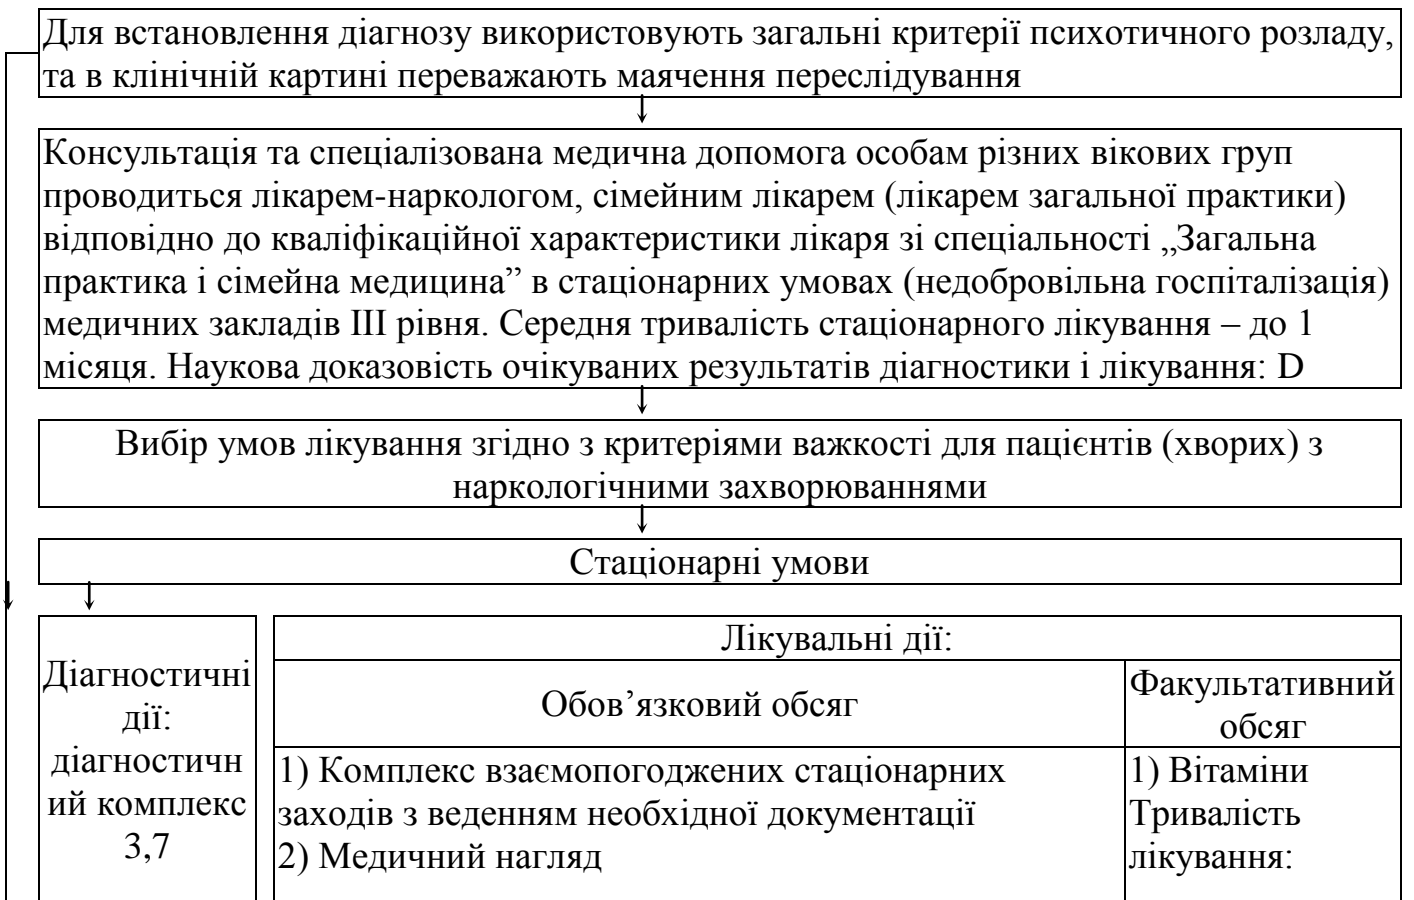 Для встановлення діагнозу використовують загальні критерії психотичного розладу,
та в клінічній картині переважають маячення переслідування
Консультація та спеціалізована медична допомога особам різних вікових груп
проводиться лікарем-наркологом, сімейним лікарем (лікарем загальної практики)
відповідно до кваліфікаційної характеристики лікаря зі спеціальності „Загальна
практика і сімейна медицина” в стаціонарних умовах (недобровільна госпіталізація)
медичних закладів III рівня. Середня тривалість стаціонарного лікування – до 1
місяця. Наукова доказовість очікуваних результатів діагностики і лікування: D
Вибір умов лікування згідно з критеріями важкості для пацієнтів (хворих) з
наркологічними захворюваннями
Стаціонарні умови
Діагностичні
дії:
діагностичн
ий комплекс
3,7
Лікувальні дії:
Обов’язковий обсяг
Факультативний
обсяг
1) Комплекс взаємопогоджених стаціонарних
заходів з веденням необхідної документації
2) Медичний нагляд
1) Вітаміни
Тривалість
лікування: